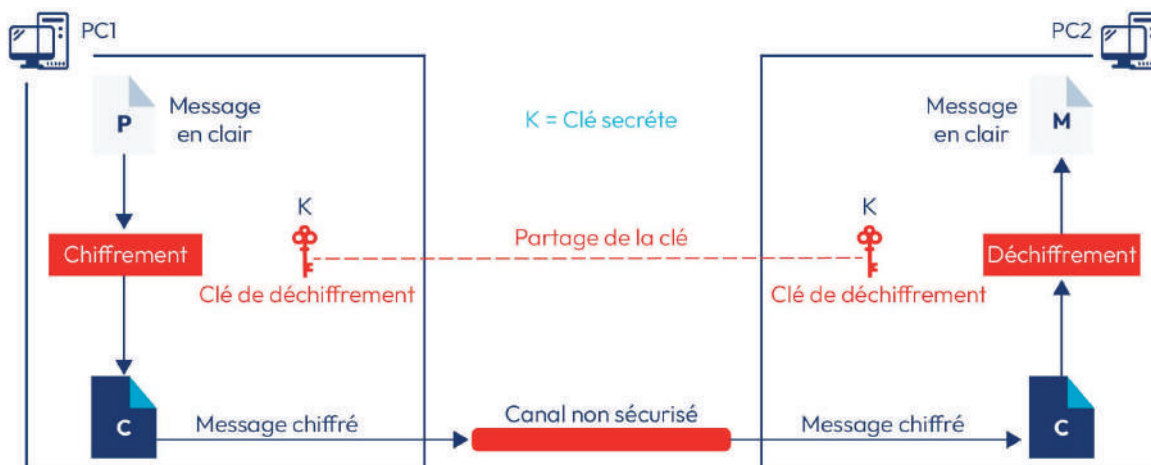 PC1
PC2
Message
en clair
P
K = Clé secréte
Message
en clair
M
K
K
Chiffrement
Partage de la clé
Déchiffrement
Clé de déchiffrement
Clé de déchiffrement
C
Message chiffré
Canal non sécurisé
Message chiffré
C